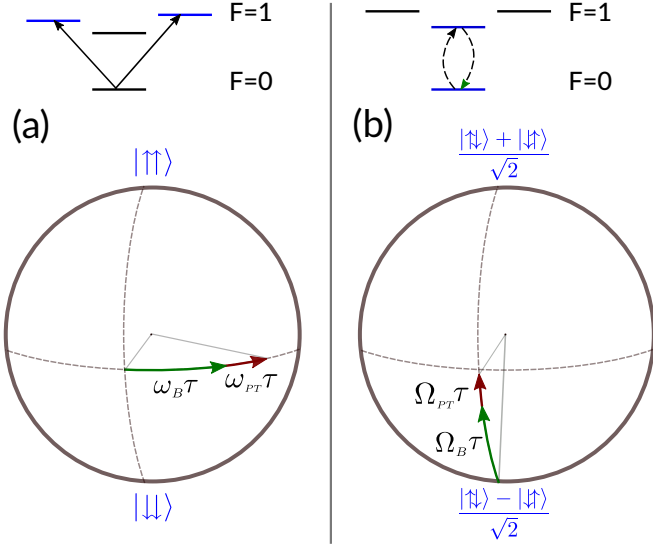 F=1
F=0
(a)
|⇈⟩
ω_B τ
ω_PT τ
|⇊⟩
F=1
F=0
(b)
|⇅⟩ + |⇵⟩
√2
Ω_PT τ
Ω_B τ
|⇅⟩ − |⇵⟩
√2